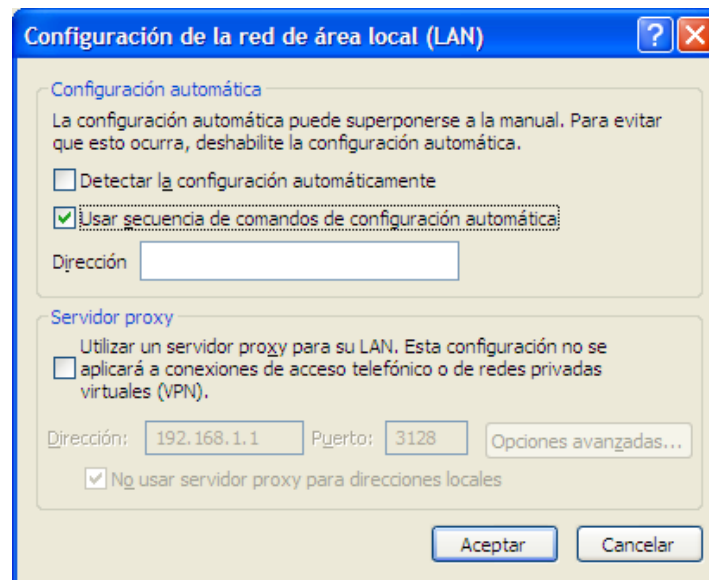 Configuración de la red de área local (LAN)
Configuración automática
La configuración automática puede superponerse a la manual. Para evitar
que esto ocurra, deshabilite la configuración automática.
Detectar la configuración automáticamente
Usar secuencia de comandos de configuración automática
Dirección
Servidor proxy
Utilizar un servidor proxy para su LAN. Esta configuración no se
aplicará a conexiones de acceso telefónico o de redes privadas
virtuales (VPN).
Dirección: 192.168.1.1 Puerto: 3128 Opciones avanzadas...
No usar servidor proxy para direcciones locales
Aceptar Cancelar